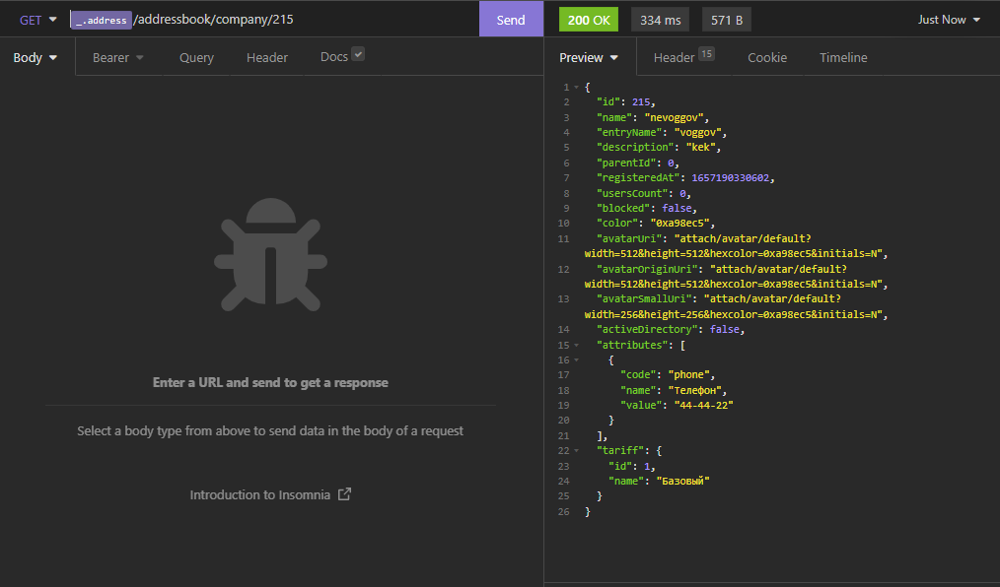 GET _.address/addressbook/company/215 Send 200 OK 334 ms 571 B Just Now
Body Bearer Query Header Docs
Preview Header 15 Cookie Timeline
Enter a URL and send to get a response
Select a body type from above to send data in the body of a request
Introduction to Insomnia
1 {
2 "id": 215,
3 "name": "nevoggov",
4 "entryName": "voggov",
5 "description": "kek",
6 "parentId": 0,
7 "registeredAt": 1657190330602,
8 "usersCount": 0,
9 "blocked": false,
10 "color": "0xa98ec5",
11 "avatarUri": "attach/avatar/default?
width=512&height=512&hexcolor=0xa98ec5&initials=N",
12 "avatarOriginUri": "attach/avatar/default?
width=512&height=512&hexcolor=0xa98ec5&initials=N",
13 "avatarSmallUri": "attach/avatar/default?
width=256&height=256&hexcolor=0xa98ec5&initials=N",
14 "activeDirectory": false,
15 "attributes": [
16 {
17 "code": "phone",
18 "name": "Телефон",
19 "value": "44-44-22"
20 }
21 ],
22 "tariff": {
23 "id": 1,
24 "name": "Базовый"
25 }
26 }